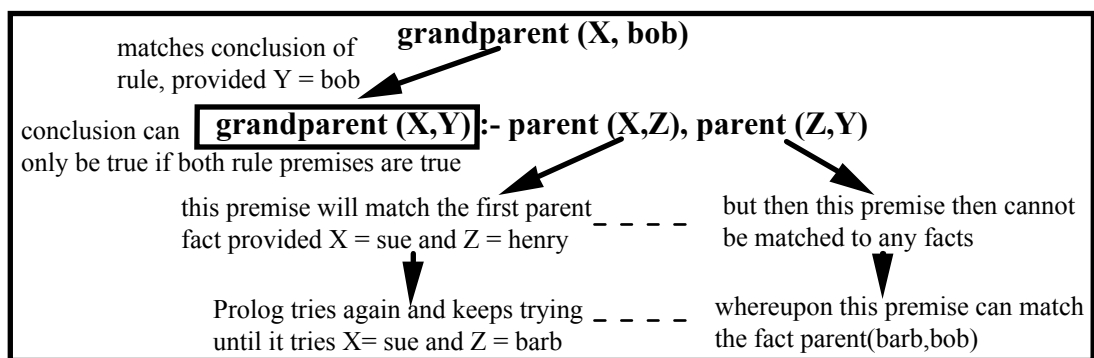 grandparent (X, bob)
matches conclusion of
rule, provided Y = bob
conclusion can grandparent (X,Y) :- parent (X,Z), parent (Z,Y)
only be true if both rule premises are true
this premise will match the first parent
fact provided X = sue and Z = henry
but then this premise then cannot
be matched to any facts
Prolog tries again and keeps trying
until it tries X= sue and Z = barb
whereupon this premise can match
the fact parent(barb,bob)